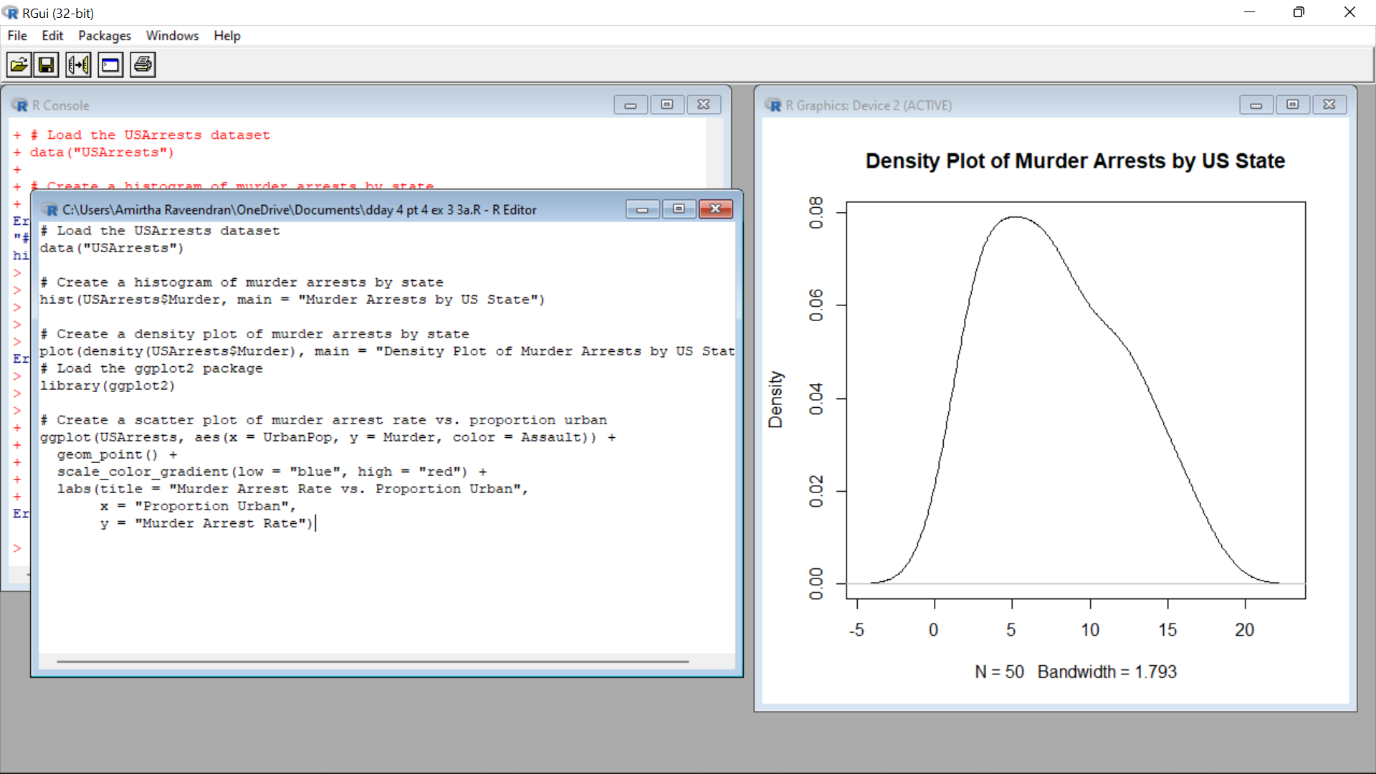 RGui (32-bit)
File Edit Packages Windows Help
R Console
+ # Load the USArrests dataset
+ data("USArrests")
+
+ # Create a histogram of murder arrests by state
+
Er
"#
hi
>
>
>
>
>
Er
>
>
>
+
+
+
+
+
Er
>
C:\Users\Amirtha Raveendran\OneDrive\Documents\dday 4 pt 4 ex 3 3a.R - R Editor
# Load the USArrests dataset
data("USArrests")
# Create a histogram of murder arrests by state
hist(USArrests$Murder, main = "Murder Arrests by US State")
# Create a density plot of murder arrests by state
plot(density(USArrests$Murder), main = "Density Plot of Murder Arrests by US Stat
# Load the ggplot2 package
library(ggplot2)
# Create a scatter plot of murder arrest rate vs. proportion urban
ggplot(USArrests, aes(x = UrbanPop, y = Murder, color = Assault)) +
  geom_point() +
  scale_color_gradient(low = "blue", high = "red") +
  labs(title = "Murder Arrest Rate vs. Proportion Urban",
       x = "Proportion Urban",
       y = "Murder Arrest Rate")
R Graphics: Device 2 (ACTIVE)
Density Plot of Murder Arrests by US State
Density
0.08
0.06
0.04
0.02
0.00
-5 0 5 10 15 20
N = 50 Bandwidth = 1.793